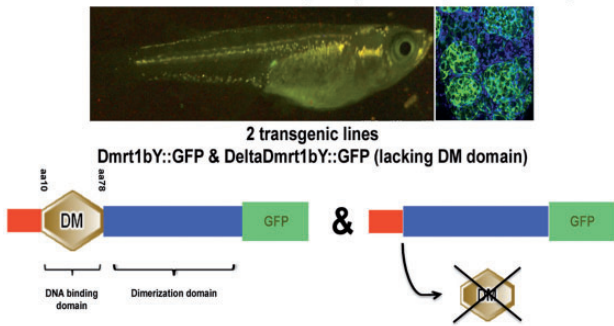 2 transgenic lines
Dmrt1bY::GFP & DeltaDmrt1bY::GFP (lacking DM domain)
aa10
aa78
DM
GFP
&
GFP
DNA binding
domain
Dimerization domain
DM